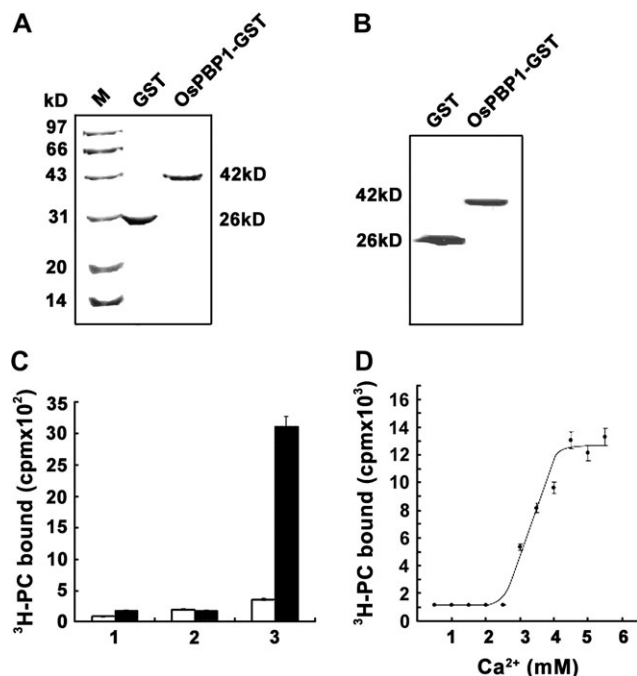 A
kD
M
GST
OsPBP1-GST
97
66
43
31
20
14
42kD
26kD
B
GST
OsPBP1-GST
42kD
26kD
C
³H-PC bound (cpmx10²)
35
30
25
20
15
10
5
0
1 2 3
D
³H-PC bound (cpmx10³)
16
14
12
10
8
6
4
2
0
1 2 3 4 5 6
Ca²⁺ (mM)